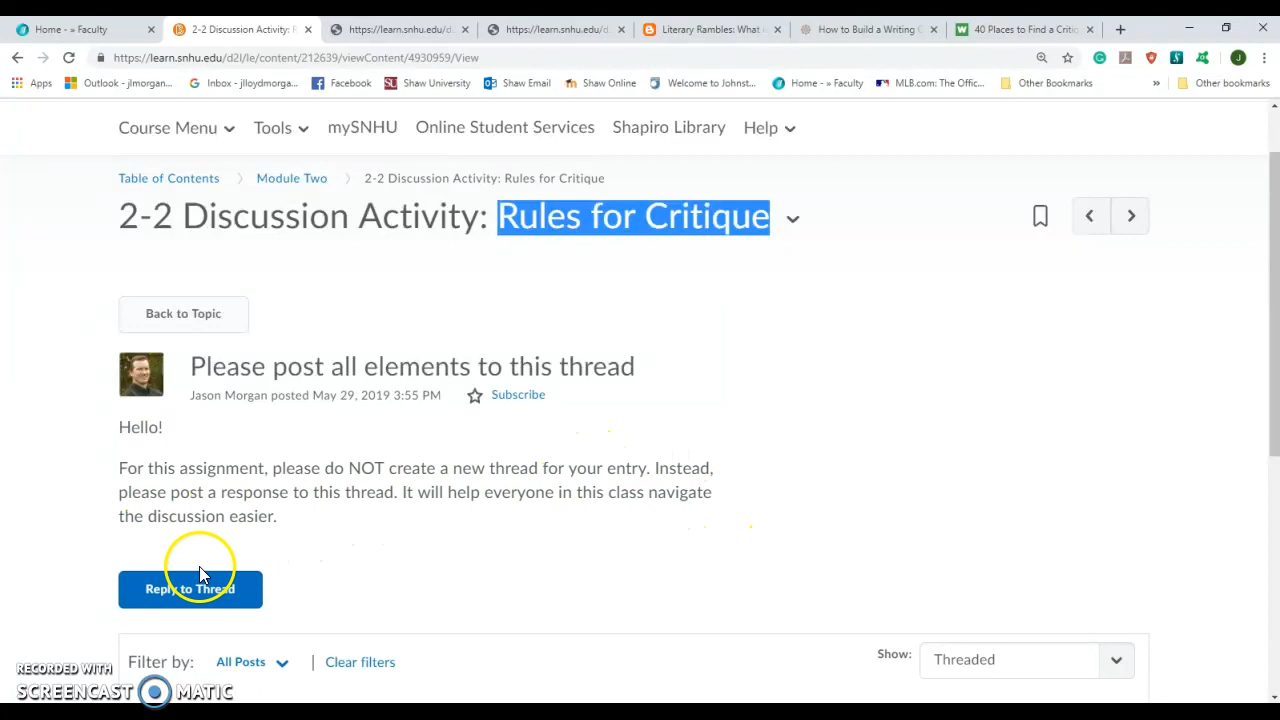 Home - » Faculty
2-2 Discussion Activity: R
https://learn.snhu.edu/d2l
https://learn.snhu.edu/d2l
Literary Rambles: What i
How to Build a Writing C
40 Places to Find a Critiq
https://learn.snhu.edu/d2l/le/content/212639/viewContent/4930959/View
Apps
Outlook - jlmorgan...
Inbox - jlloydmorga...
Facebook
Shaw University
Shaw Email
Shaw Online
Welcome to Johnst...
Home - » Faculty
MLB.com: The Offic...
Other bookmarks
»
Other bookmarks
Course Menu
Tools
mySNHU
Online Student Services
Shapiro Library
Help
Table of Contents
Module Two
2-2 Discussion Activity: Rules for Critique
2-2 Discussion Activity: Rules for Critique
Back to Topic
Please post all elements to this thread
Jason Morgan posted May 29, 2019 3:55 PM
Subscribe
Hello!
For this assignment, please do NOT create a new thread for your entry. Instead,
please post a response to this thread. It will help everyone in this class navigate
the discussion easier.
Reply to Thread
Filter by:
All Posts
Clear filters
Show:
Threaded
RECORDED WITH
SCREENCAST MATIC